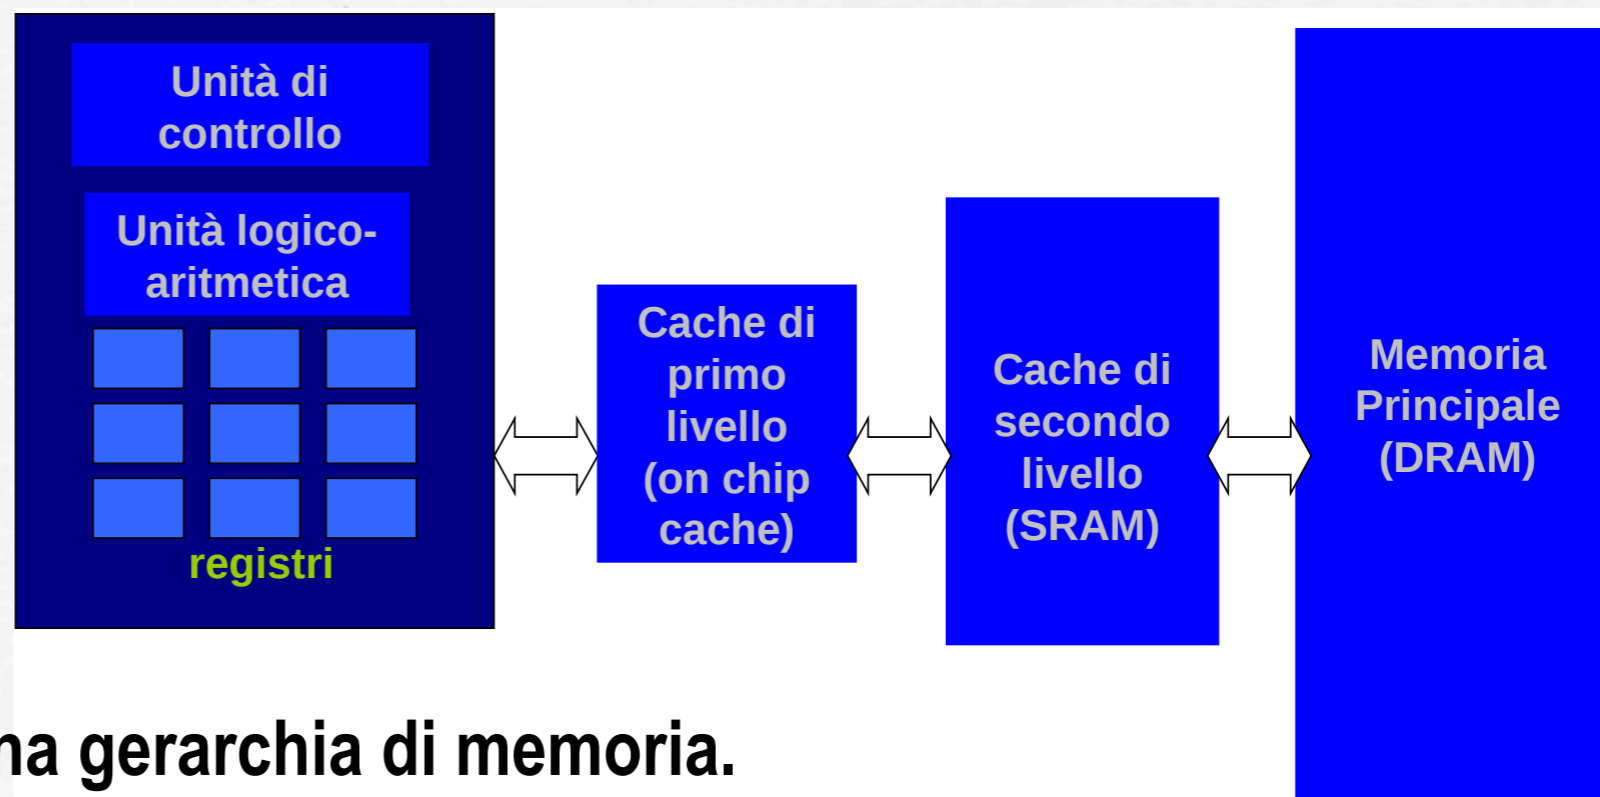 Unità di
controllo
Unità logico-
aritmetica
registri
Cache di
primo
livello
(on chip
cache)
Cache di
secondo
livello
(SRAM)
Memoria
Principale
(DRAM)
gerarchia di memoria.